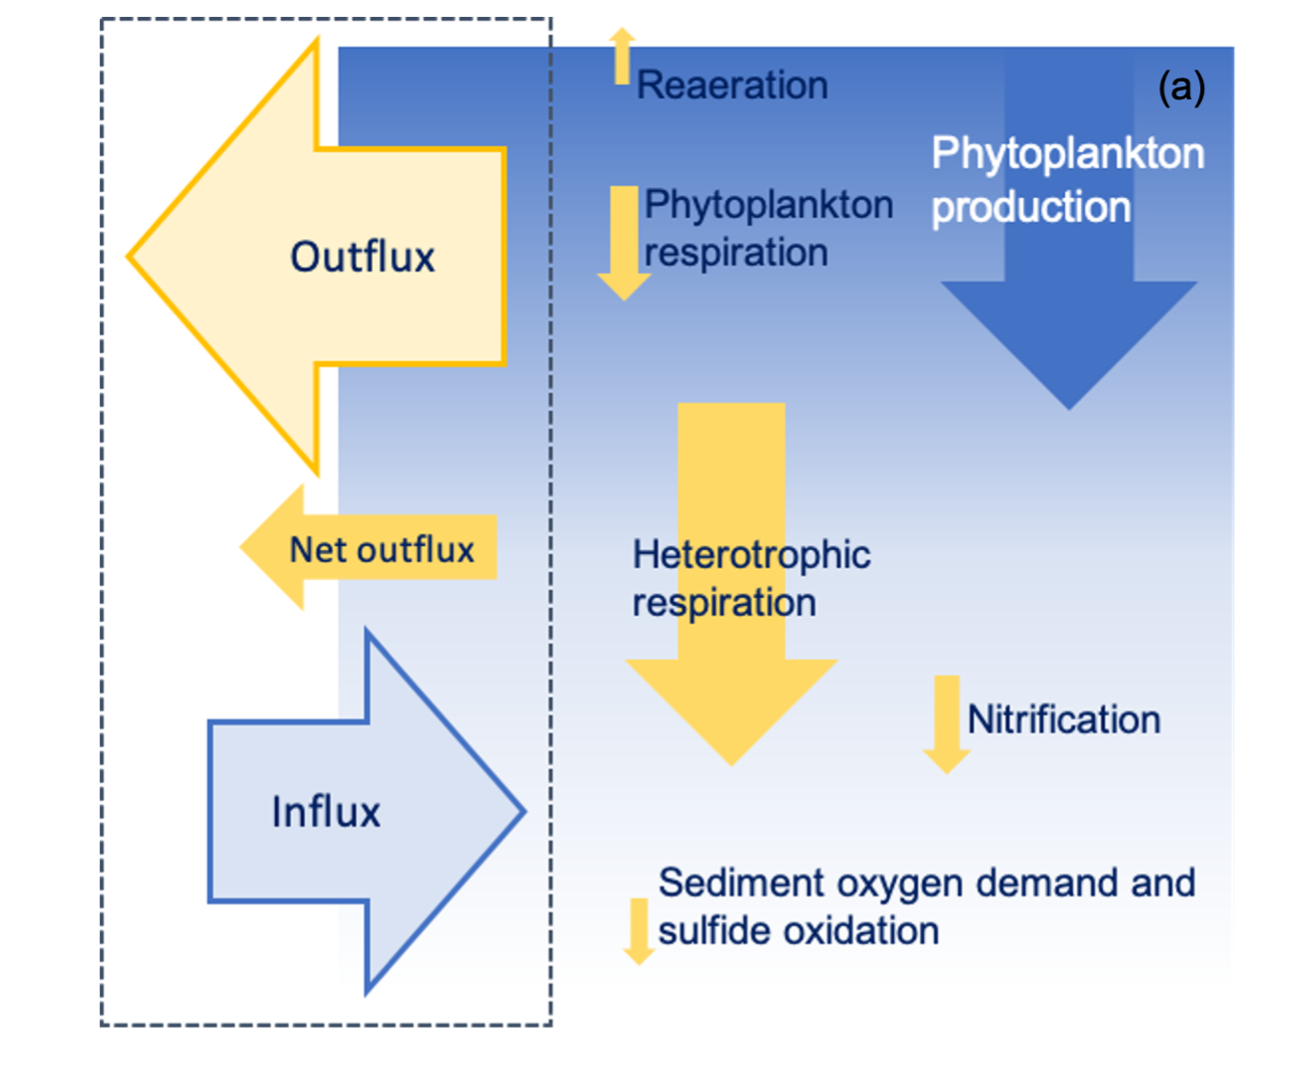 Reaeration
(a)
Phytoplankton
production
Phytoplankton
respiration
Outflux
Net outflux
Heterotrophic
respiration
Nitrification
Influx
Sediment oxygen demand and
sulfide oxidation